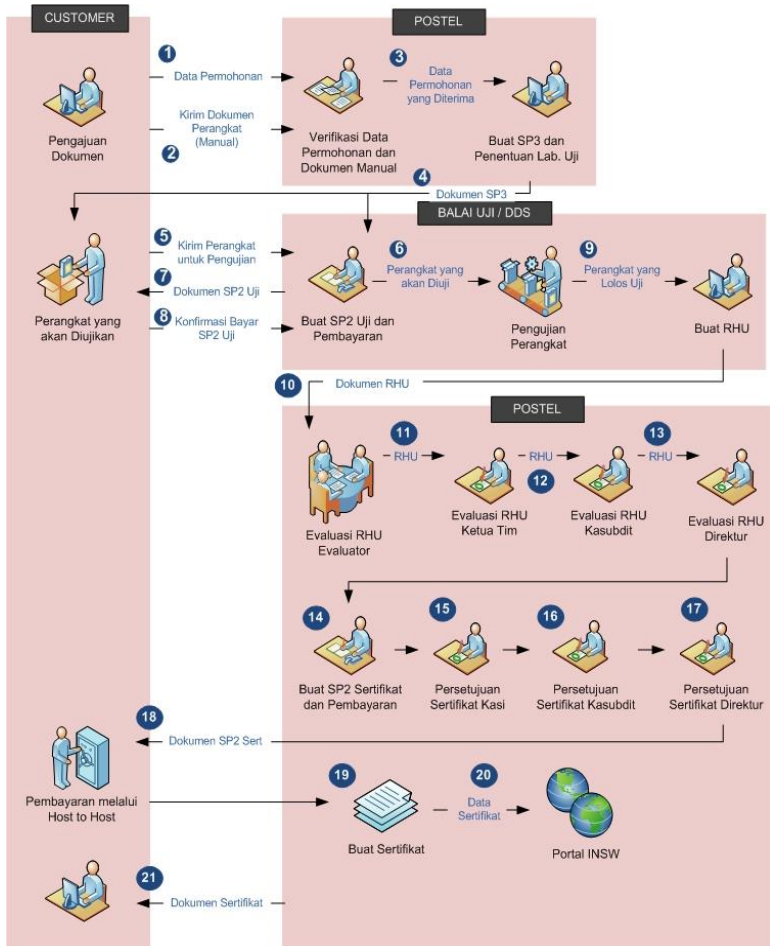 CUSTOMER
POSTEL
1
Data Permohonan
3
Data
Permohonan
yang Diterima
Kirim Dokumen
Perangkat
(Manual)
2
Pengajuan
Dokumen
Verifikasi Data
Permohonan dan
Dokumen Manual
Buat SP3 dan
Penentuan Lab. Uji
4
Dokumen SP3
BALAI UJI / DDS
5
Kirim Perangkat
untuk Pengujian
6
Perangkat yang
akan Diuji
9
Perangkat yang
Lolos Uji
7
Dokumen SP2 Uji
8
Konfirmasi Bayar
SP2 Uji
Perangkat yang
akan Diujikan
Buat SP2 Uji dan
Pembayaran
Pengujian
Perangkat
Buat RHU
10
Dokumen RHU
POSTEL
11
RHU
12
RHU
13
RHU
Evaluasi RHU
Evaluator
Evaluasi RHU
Ketua Tim
Evaluasi RHU
Kasubdit
Evaluasi RHU
Direktur
14
15
16
17
Buat SP2 Sertifikat
dan Pembayaran
Persetujuan
Sertifikat Kasi
Persetujuan
Sertifikat Kasubdit
Persetujuan
Sertifikat Direktur
18
Dokumen SP2 Sert
Pembayaran melalui
Host to Host
19
20
Data
Sertifikat
Buat Sertifikat
Portal INSW
21
Dokumen Sertifikat